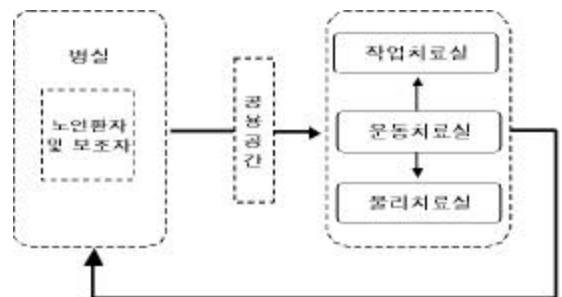 병실
노인환자
및 보조자
공용공간
작업치료실
운동치료실
물리치료실